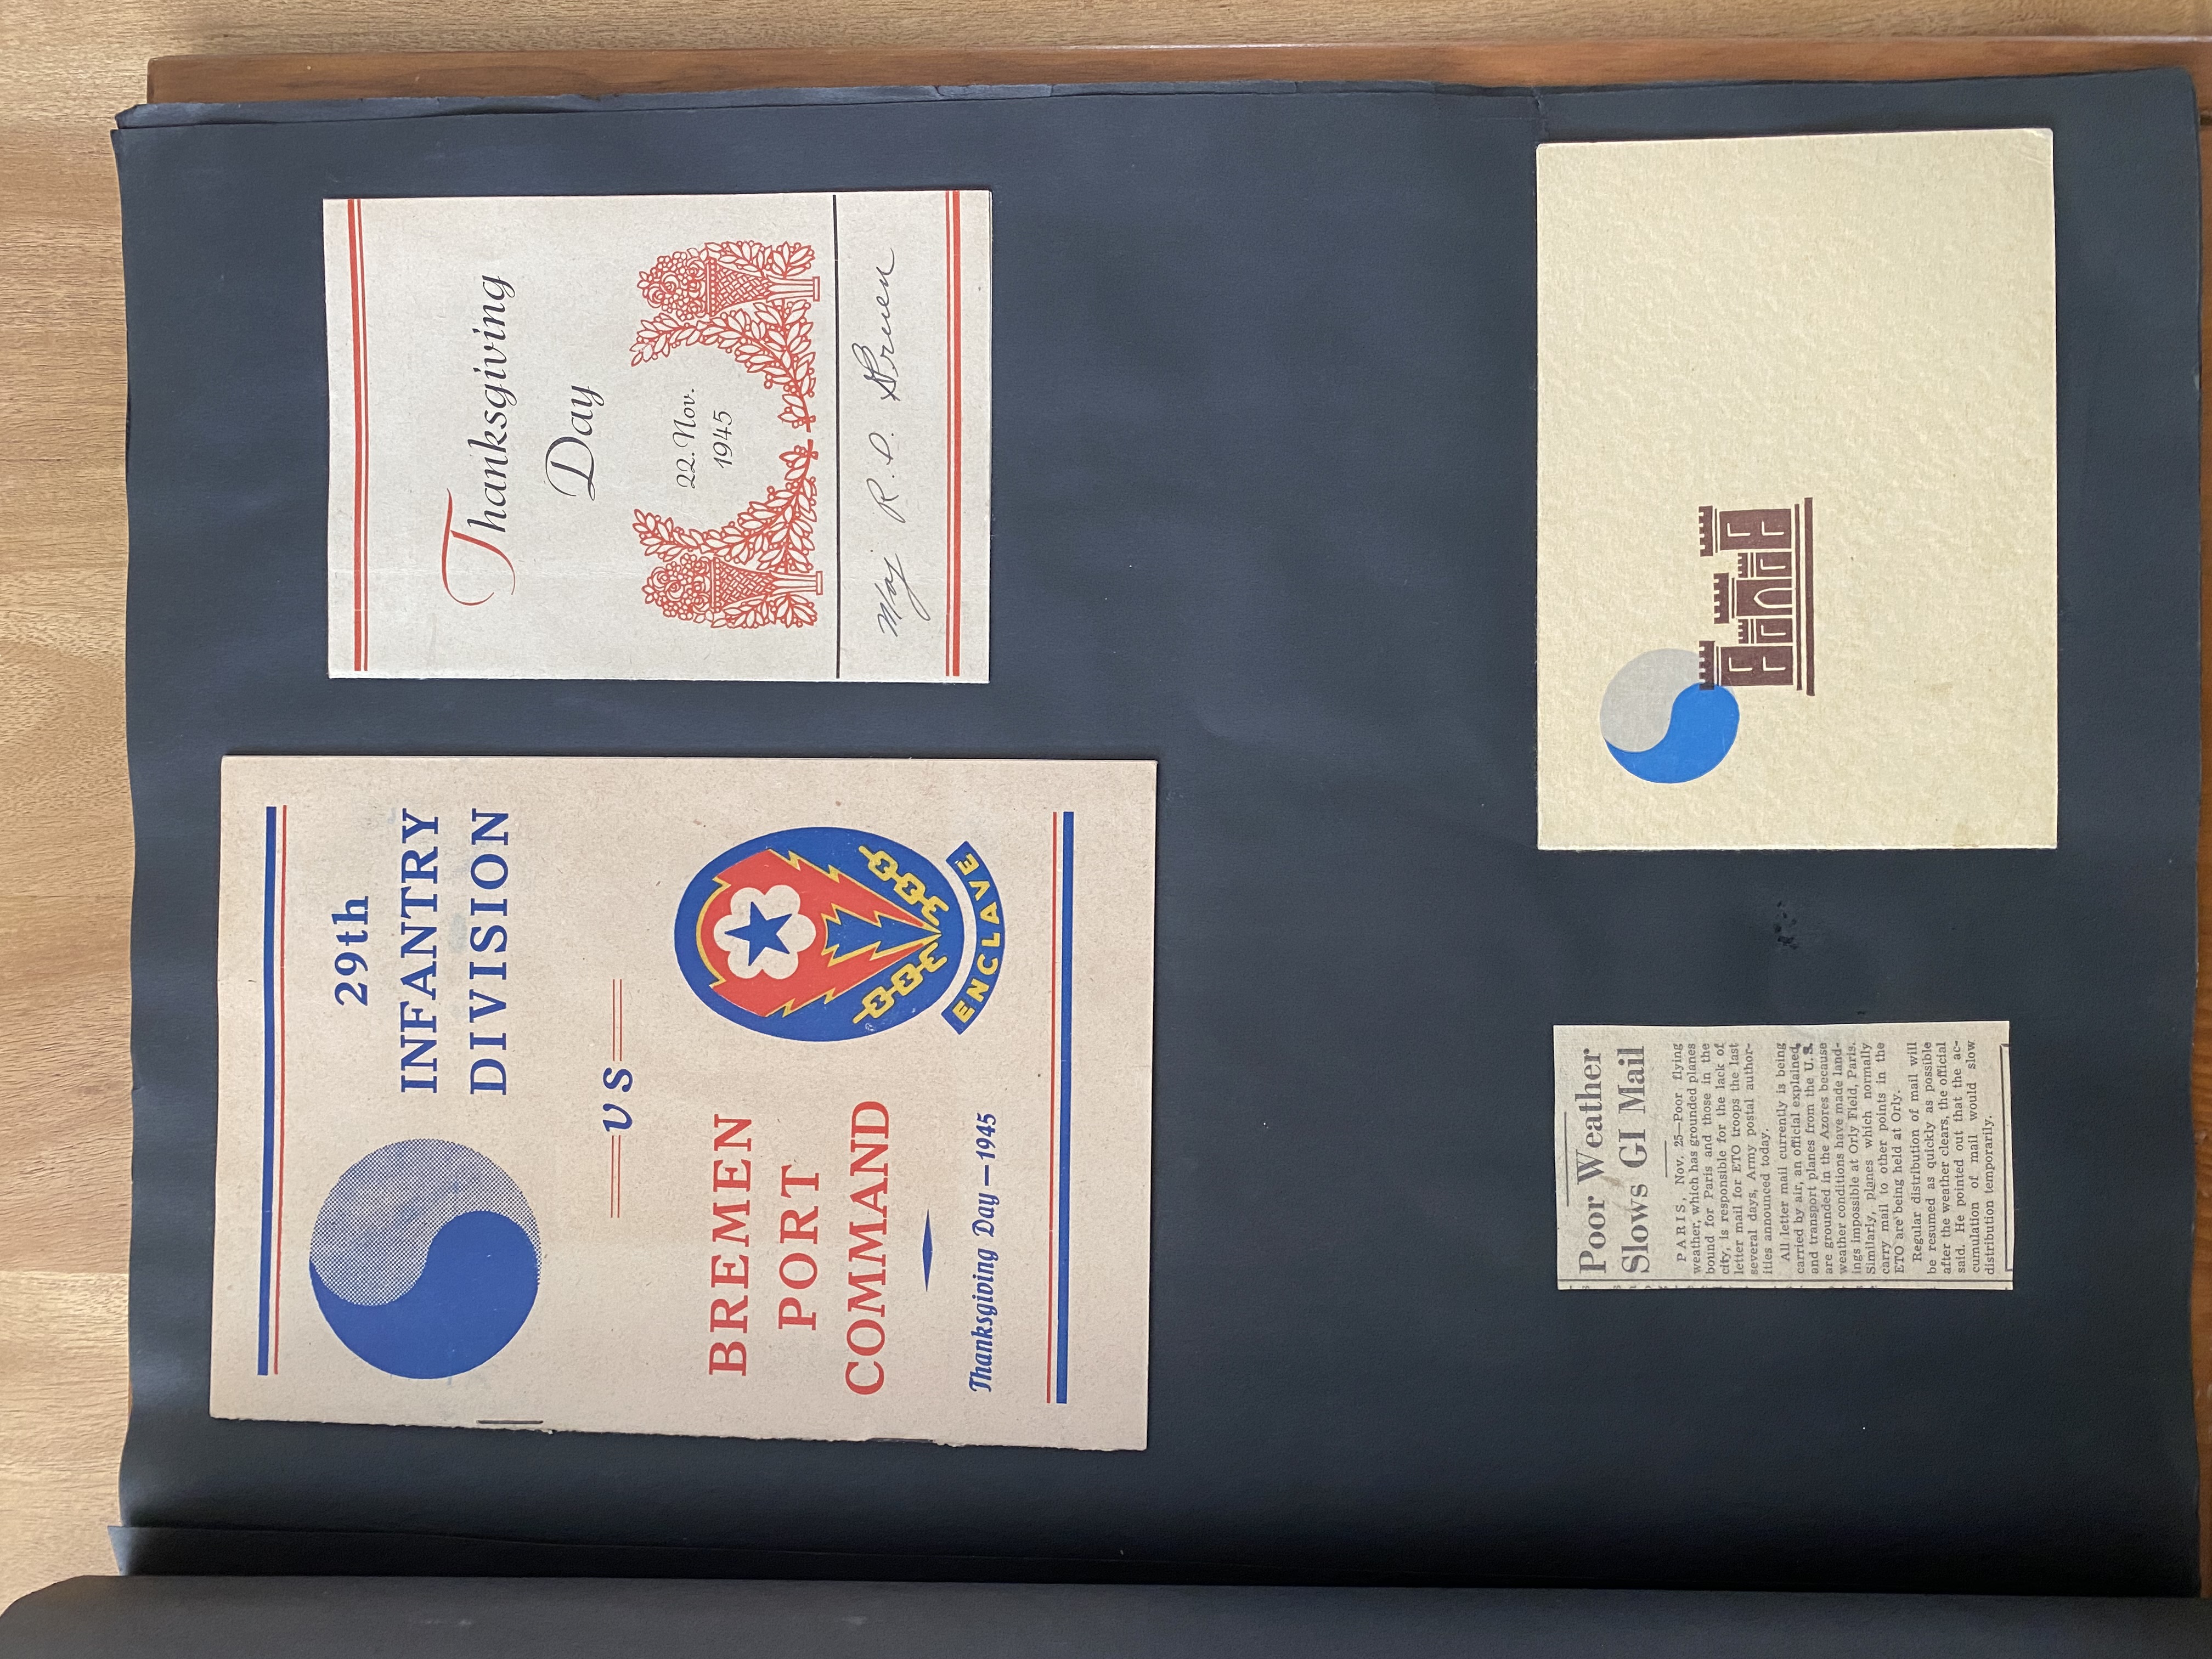 29th
INFANTRY
DIVISION
vs
BREMEN
PORT
COMMAND
ENCLAVE
Thanksgiving Day—1945
Thanksgiving
Day
22. Nov.
1945
Maj R. D. Bruen
Poor Weather
Slows GI Mail
PARIS, Nov. 25—Poor flying
weather, which has grounded planes
bound for Paris and those in the
city, is responsible for the lack of
letter mail for ETO troops the last
several days, Army postal author-
ities announced today.
All letter mail currently is being
carried by air, an official explained,
and transport planes from the U.S.
are grounded in the Azores because
weather conditions have made land-
ings impossible at Orly Field, Paris.
Similarly, planes which normally
carry mail to other points in the
ETO are being held at Orly.
Regular distribution of mail will
be resumed as quickly as possible
after the weather clears, the official
said. He pointed out that the ac-
cumulation of mail would slow
distribution temporarily.